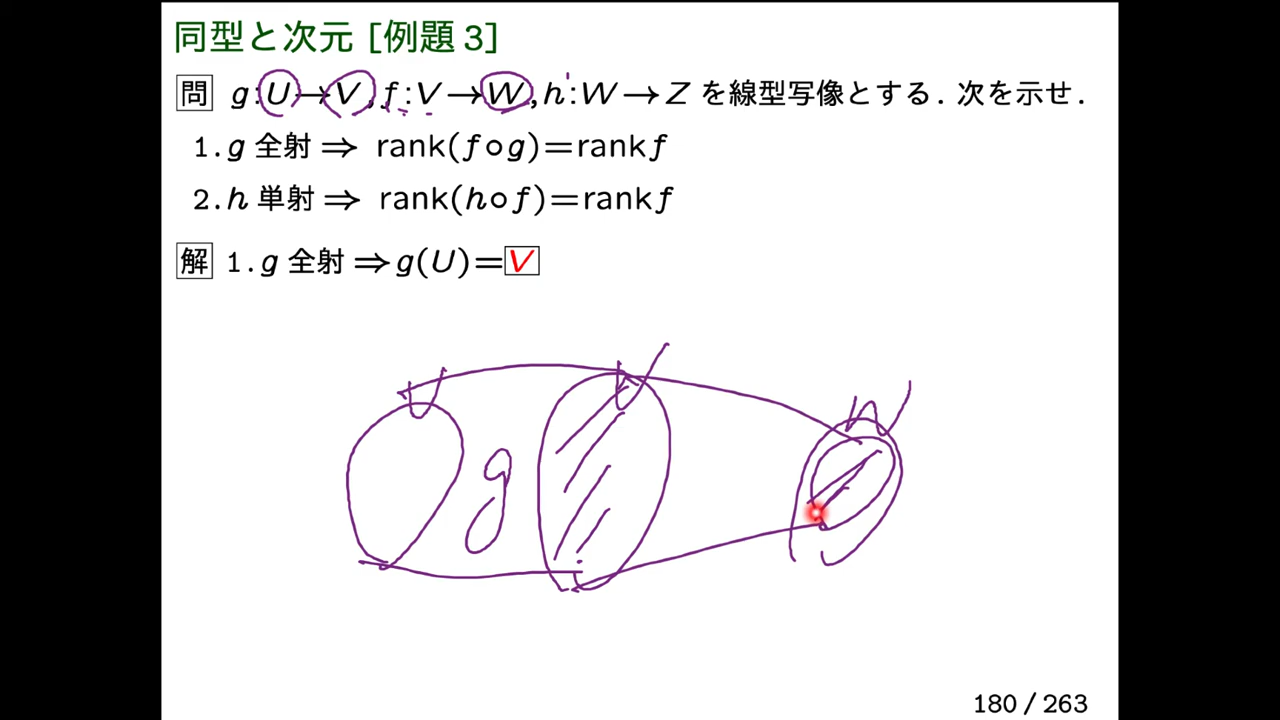 同型と次元 [例題 3]
問 g:U→V, f:V→W, h:W→Z を線型写像とする. 次を示せ.
1. g 全射 ⇒ rank(f∘g)=rank f
2. h 単射 ⇒ rank(h∘f)=rank f
解 1. g 全射 ⇒ g(U)=V
U V W
g
180 / 263